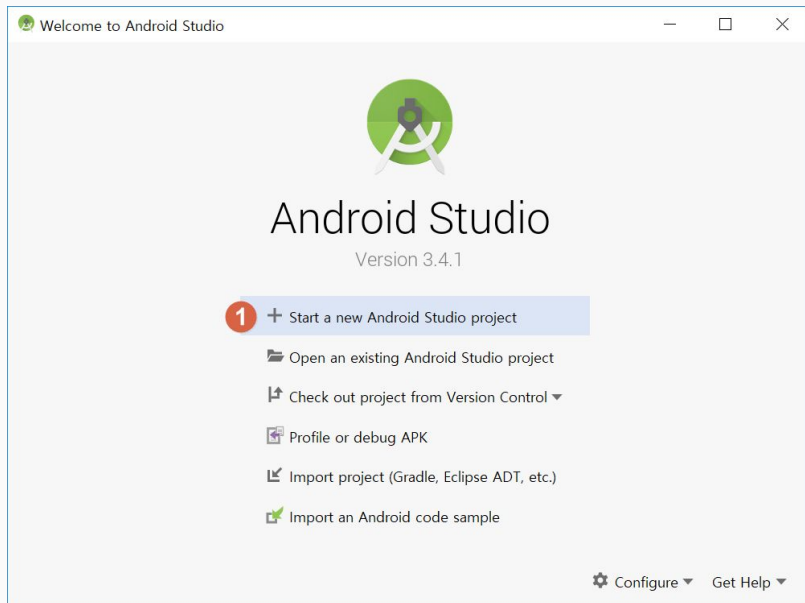 Welcome to Android Studio
Android Studio
Version 3.4.1
1 Start a new Android Studio project
Open an existing Android Studio project
Check out project from Version Control
Profile or debug APK
Import project (Gradle, Eclipse ADT, etc.)
Import an Android code sample
Configure Get Help